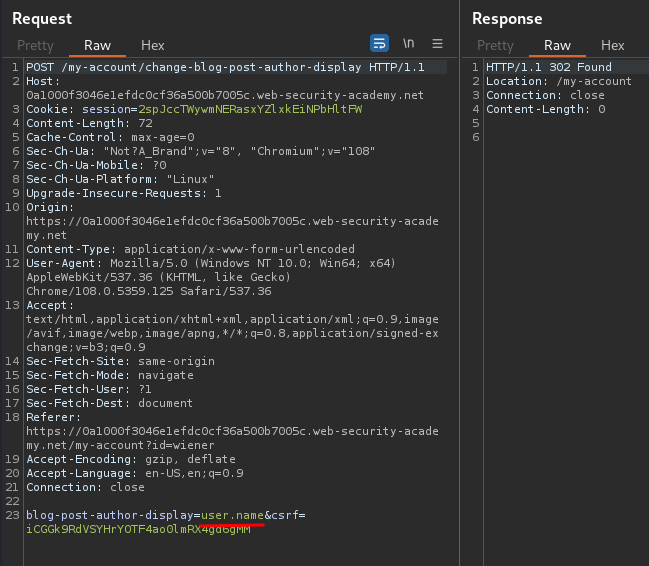 Request
Response
Pretty Raw Hex \n ≡
Pretty Raw Hex
1 POST /my-account/change-blog-post-author-display HTTP/1.1
2 Host:
0a1000f3046e1efdc0cf36a500b7005c.web-security-academy.net
3 Cookie: session=2spJccTWywmNERasxYZlxkEiNPbHltFW
4 Content-Length: 72
5 Cache-Control: max-age=0
6 Sec-Ch-Ua: "Not?A_Brand";v="8", "Chromium";v="108"
7 Sec-Ch-Ua-Mobile: ?0
8 Sec-Ch-Ua-Platform: "Linux"
9 Upgrade-Insecure-Requests: 1
10 Origin:
https://0a1000f3046e1efdc0cf36a500b7005c.web-security-acade
my.net
11 Content-Type: application/x-www-form-urlencoded
12 User-Agent: Mozilla/5.0 (Windows NT 10.0; Win64; x64)
AppleWebKit/537.36 (KHTML, like Gecko)
Chrome/108.0.5359.125 Safari/537.36
13 Accept:
text/html,application/xhtml+xml,application/xml;q=0.9,image
/avif,image/webp,image/apng,*/*;q=0.8,application/signed-ex
change;v=b3;q=0.9
14 Sec-Fetch-Site: same-origin
15 Sec-Fetch-Mode: navigate
16 Sec-Fetch-User: ?1
17 Sec-Fetch-Dest: document
18 Referer:
https://0a1000f3046e1efdc0cf36a500b7005c.web-security-acade
my.net/my-account?id=wiener
19 Accept-Encoding: gzip, deflate
20 Accept-Language: en-US,en;q=0.9
21 Connection: close
22
23 blog-post-author-display=user.name&csrf=
iCGGk9RdVSYHrYOTF4ao0lmRX4gd6gMM
1 HTTP/1.1 302 Found
2 Location: /my-account
3 Connection: close
4 Content-Length: 0
5
6